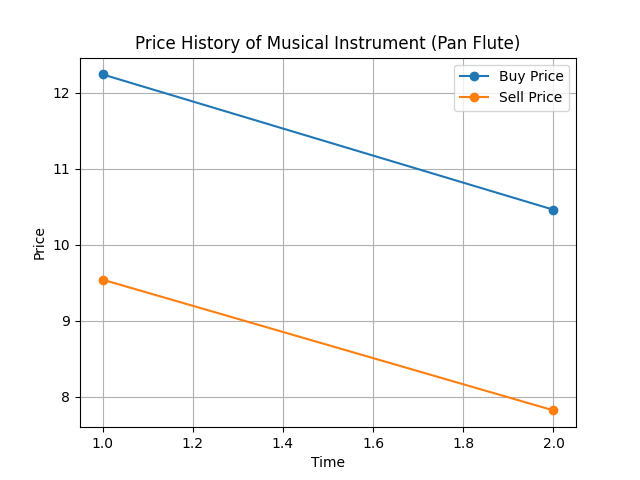 Price History of Musical Instrument (Pan Flute)
Buy Price
Sell Price
Price
12
11
10
9
8
1.0 1.2 1.4 1.6 1.8 2.0
Time